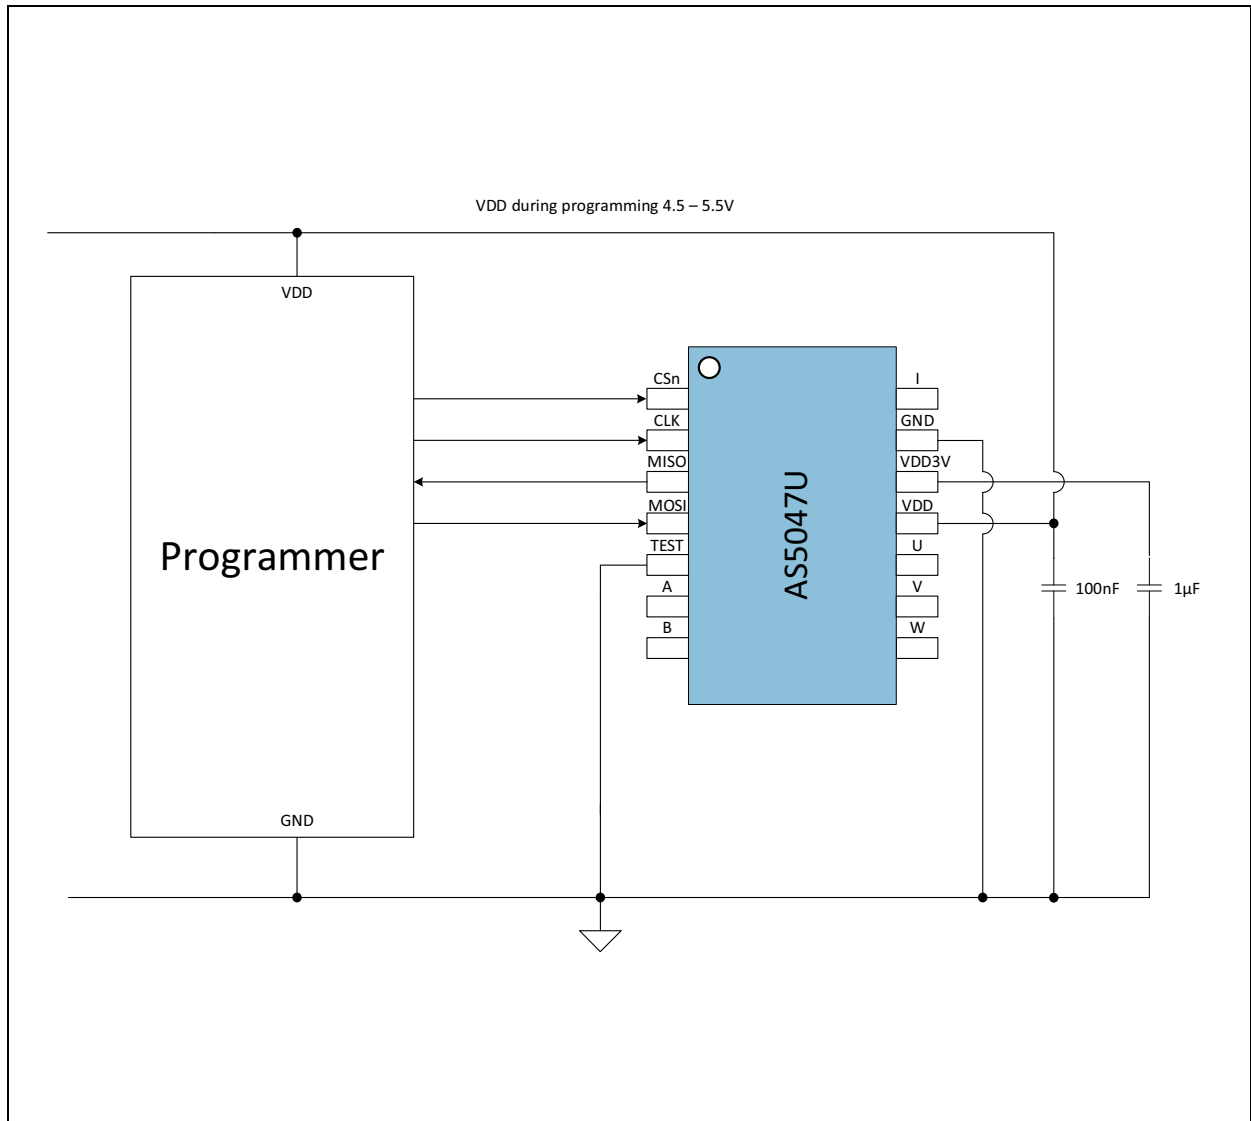 VDD during programming 4.5 – 5.5V
VDD
Programmer
GND
CSn
CLK
MISO
MOSI
TEST
A
B
AS5047U
I
GND
VDD3V
VDD
U
V
W
100nF
1µF